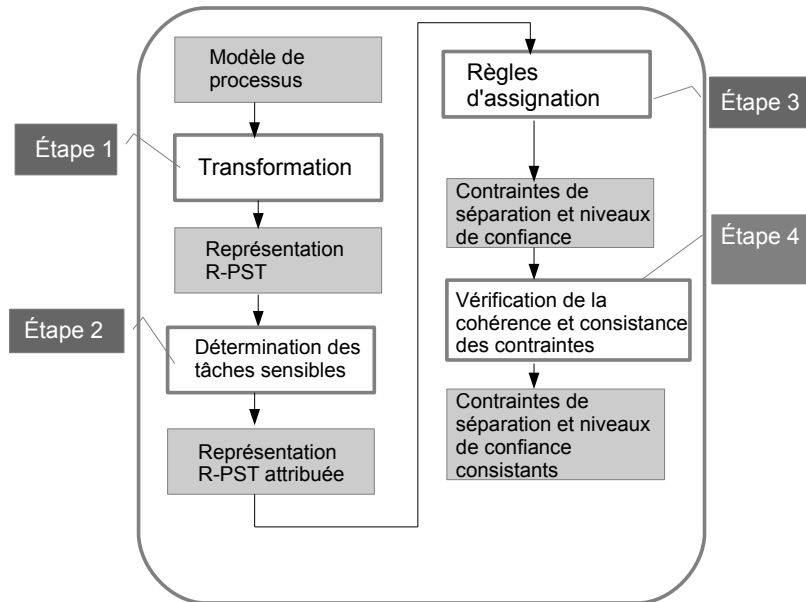 Modèle de
processus
Étape 1
Transformation
Représentation
R-PST
Étape 2
Détermination des
tâches sensibles
Représentation
R-PST attribuée
Règles
d'assignation
Étape 3
Contraintes de
séparation et niveaux
de confiance
Étape 4
Vérification de la
cohérence et consistance
des contraintes
Contraintes de
séparation et niveaux
de confiance
consistants